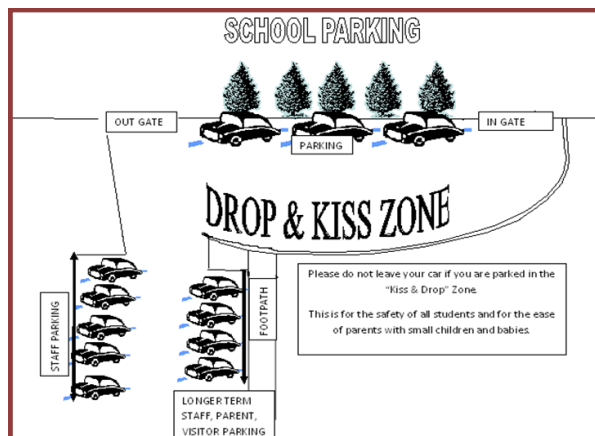 SCHOOL PARKING
OUT GATE
IN GATE
PARKING
DROP & KISS ZONE
Please do not leave your car if you are parked in the
"Kiss & Drop" Zone.
This is for the safety of all students and for the ease
of parents with small children and babies.
STAFF PARKING
FOOTPATH
LONGER TERM
STAFF, PARENT,
VISITOR PARKING